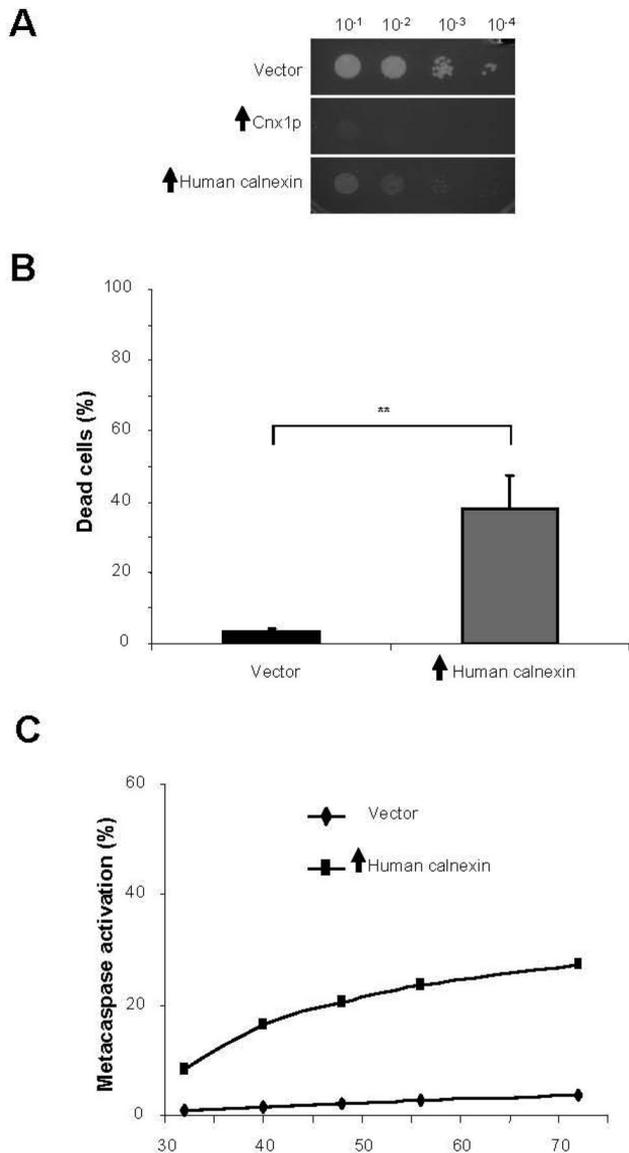 A
10-1 10-2 10-3 10-4
Vector
Cnx1p
Human calnexin
B
100
80
60
40
20
0
Dead cells (%)
**
Vector
Human calnexin
C
60
40
20
0
Metacaspase activation (%)
Vector
Human calnexin
30 40 50 60 70